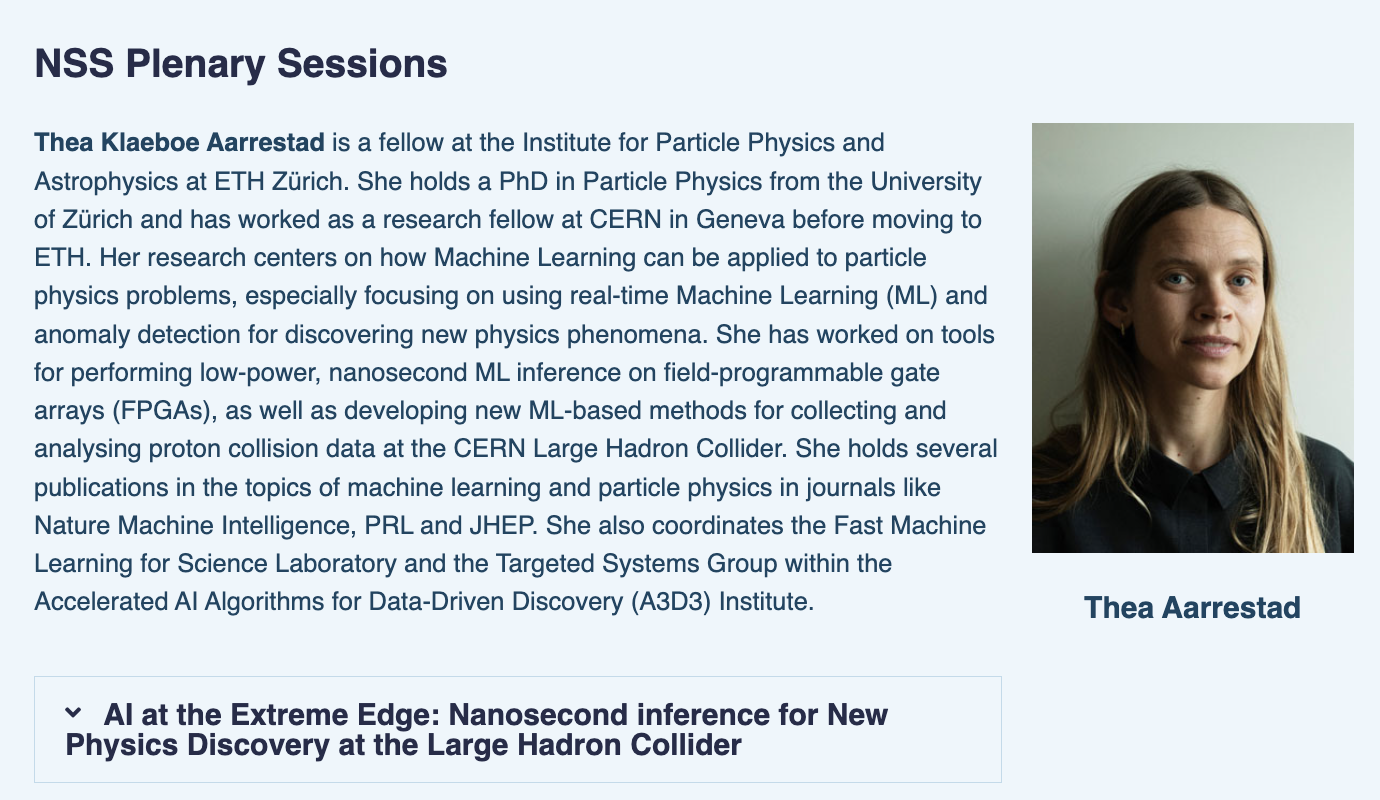 NSS Plenary Sessions
Thea Klaeboe Aarrestad is a fellow at the Institute for Particle Physics and
Astrophysics at ETH Zürich. She holds a PhD in Particle Physics from the University
of Zürich and has worked as a research fellow at CERN in Geneva before moving to
ETH. Her research centers on how Machine Learning can be applied to particle
physics problems, especially focusing on using real-time Machine Learning (ML) and
anomaly detection for discovering new physics phenomena. She has worked on tools
for performing low-power, nanosecond ML inference on field-programmable gate
arrays (FPGAs), as well as developing new ML-based methods for collecting and
analysing proton collision data at the CERN Large Hadron Collider. She holds several
publications in the topics of machine learning and particle physics in journals like
Nature Machine Intelligence, PRL and JHEP. She also coordinates the Fast Machine
Learning for Science Laboratory and the Targeted Systems Group within the
Accelerated AI Algorithms for Data-Driven Discovery (A3D3) Institute.
Thea Aarrestad
AI at the Extreme Edge: Nanosecond inference for New
Physics Discovery at the Large Hadron Collider